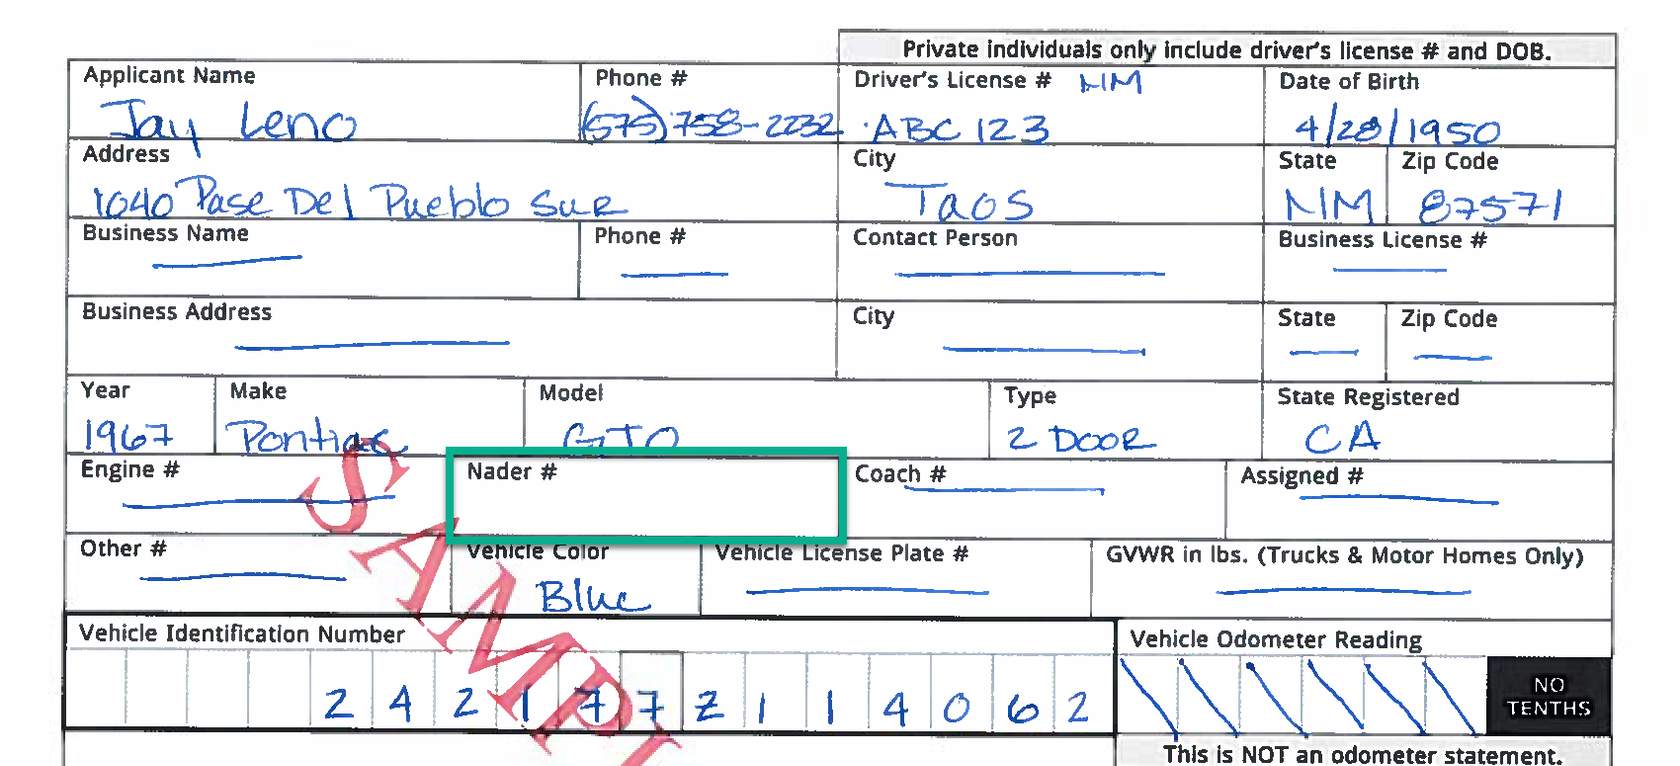 Private individuals only include driver's license # and DOB.
Applicant Name Phone # Driver's License # NM Date of Birth
Jay Leno (575) 758-2232 ABC 123 4/28/1950
Address City State Zip Code
1040 Pase Del Pueblo Sur Taos NM 87571
Business Name Phone # Contact Person Business License #
Business Address City State Zip Code
Year Make Model Type State Registered
1967 Pontiac GTO 2 DOOR CA
Engine # Nader # Coach # Assigned #
Other # Vehicle Color Vehicle License Plate # GVWR in lbs. (Trucks & Motor Homes Only)
Blue
Vehicle Identification Number Vehicle Odometer Reading
2 4 2 1 7 7 Z 1 1 4 0 6 2 NO
TENTHS
This is NOT an odometer statement.
SAMPL